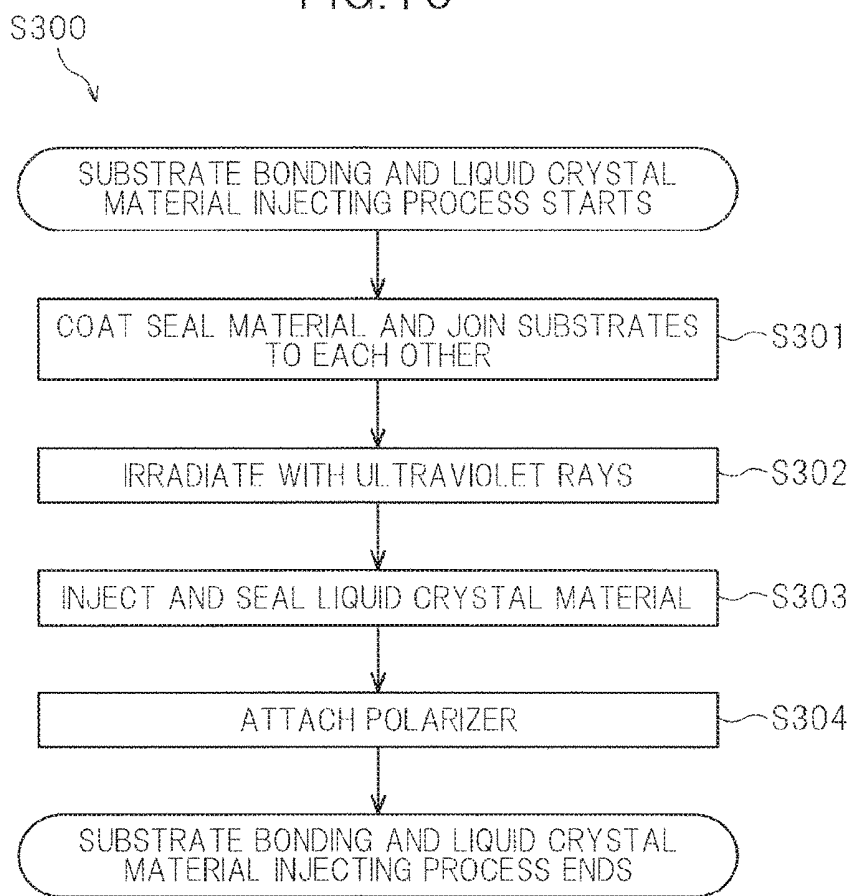 S300
SUBSTRATE BONDING AND LIQUID CRYSTAL
MATERIAL INJECTING PROCESS STARTS
COAT SEAL MATERIAL AND JOIN SUBSTRATES
TO EACH OTHER
S301
IRRADIATE WITH ULTRAVIOLET RAYS
S302
INJECT AND SEAL LIQUID CRYSTAL MATERIAL
S303
ATTACH POLARIZER
S304
SUBSTRATE BONDING AND LIQUID CRYSTAL
MATERIAL INJECTING PROCESS ENDS